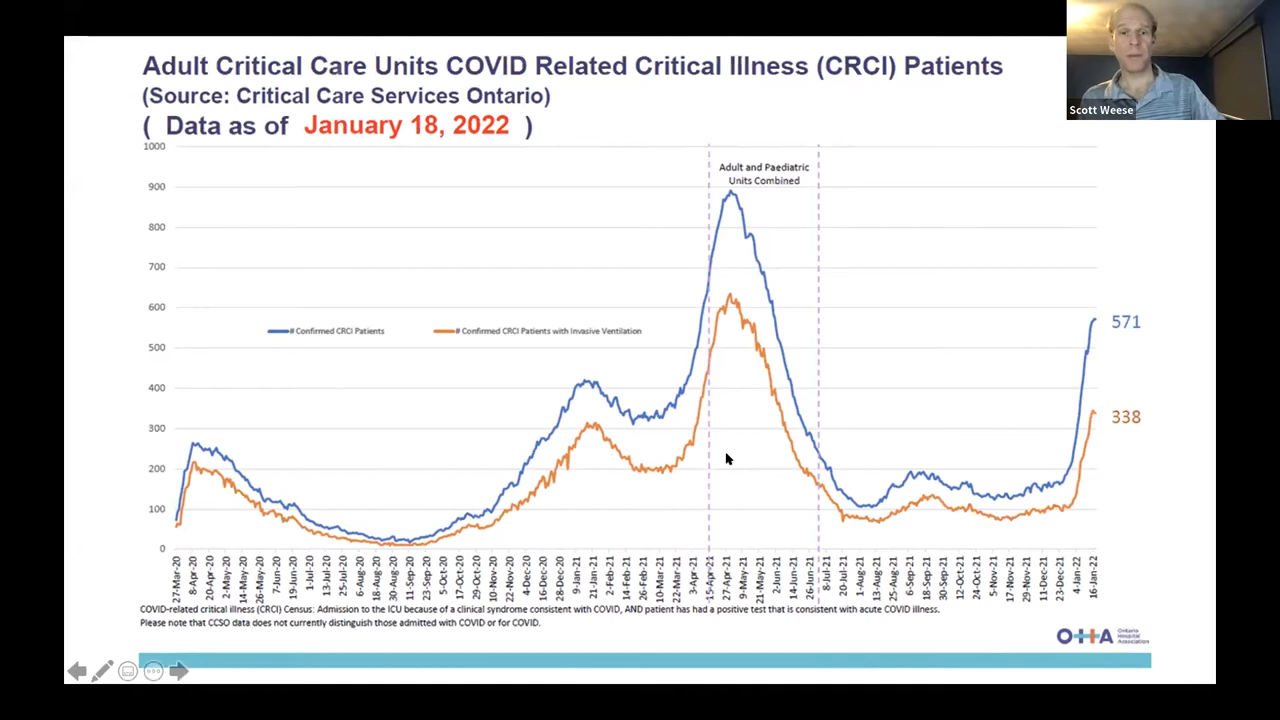 Adult Critical Care Units COVID Related Critical Illness (CRCI) Patients
(Source: Critical Care Services Ontario)
( Data as of January 18, 2022 )
Scott Weese
1000
900
800
700
600
500
400
300
200
100
0
Adult and Paediatric
Units Combined
# Confirmed CRCI Patients
# Confirmed CRCI Patients with Invasive Ventilation
571
338
27-Mar-20
8-Apr-20
20-Apr-20
2-May-20
14-May-20
26-May-20
7-Jun-20
19-Jun-20
1-Jul-20
13-Jul-20
25-Jul-20
6-Aug-20
18-Aug-20
30-Aug-20
11-Sep-20
23-Sep-20
5-Oct-20
17-Oct-20
29-Oct-20
10-Nov-20
22-Nov-20
4-Dec-20
16-Dec-20
28-Dec-20
9-Jan-21
21-Jan-21
2-Feb-21
14-Feb-21
26-Feb-21
10-Mar-21
22-Mar-21
3-Apr-21
15-Apr-21
27-Apr-21
9-May-21
21-May-21
2-Jun-21
14-Jun-21
26-Jun-21
8-Jul-21
20-Jul-21
1-Aug-21
13-Aug-21
25-Aug-21
6-Sep-21
18-Sep-21
30-Sep-21
12-Oct-21
24-Oct-21
5-Nov-21
17-Nov-21
29-Nov-21
11-Dec-21
23-Dec-21
4-Jan-22
16-Jan-22
COVID-related critical illness (CRCI) Census: Admission to the ICU because of a clinical syndrome consistent with COVID, AND patient has had a positive test that is consistent with acute COVID illness.
Please note that CCSO data does not currently distinguish those admitted with COVID or for COVID.
OHA
Ontario
Hospital
Association